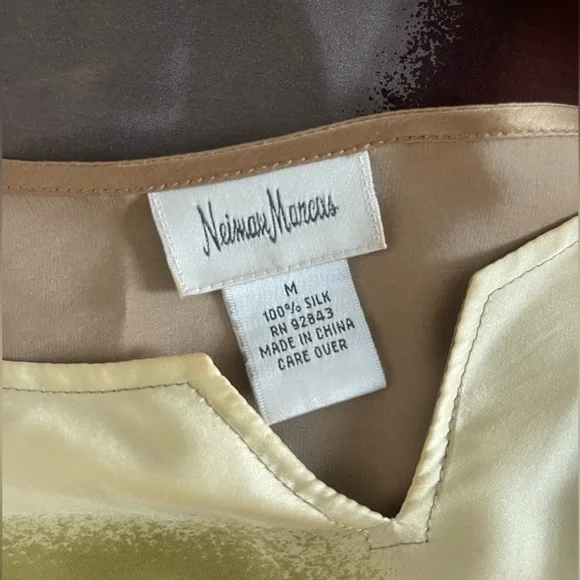 Neiman Marcus
M
100% SILK
RN 92843
MADE IN CHINA
CARE OVER